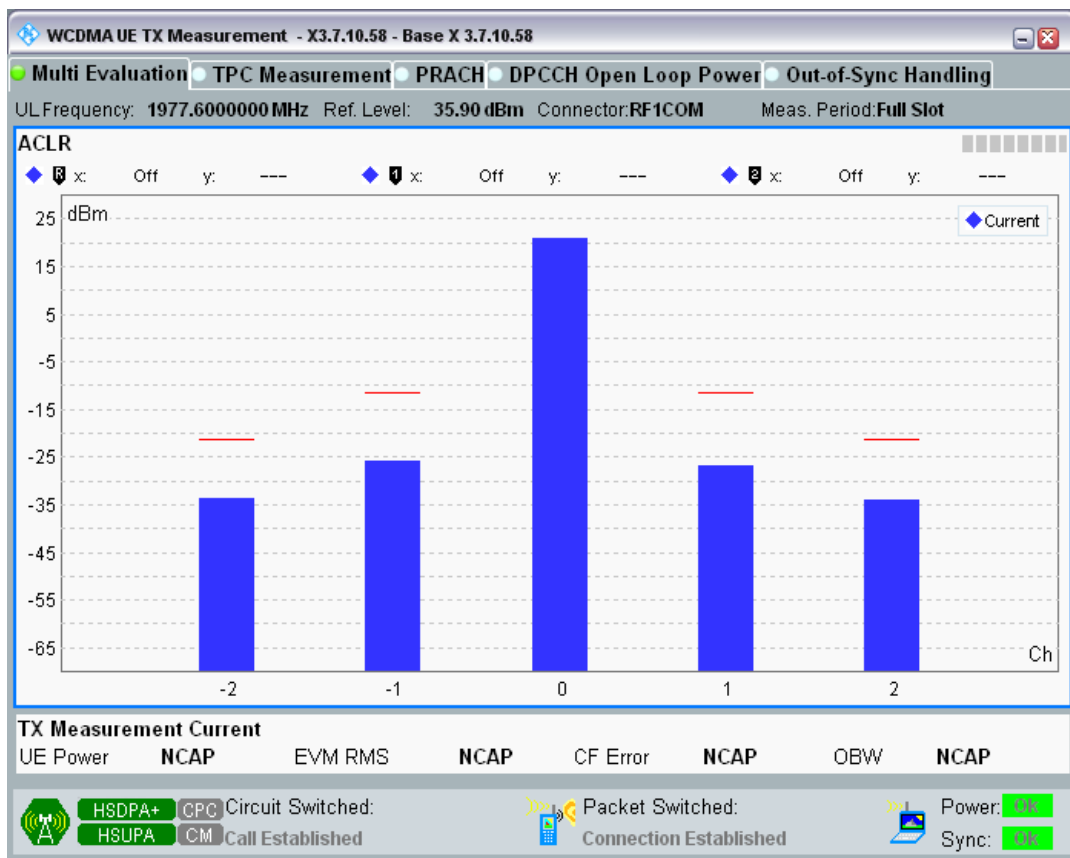 WCDMA UE TX Measurement - X3.7.10.58 - Base X 3.7.10.58
Multi Evaluation TPC Measurement PRACH DPCCH Open Loop Power Out-of-Sync Handling
UL Frequency: 1977.6000000 MHz Ref. Level: 35.90 dBm Connector:RF1COM Meas. Period:Full Slot
ACLR
R x: Off y: --- 1 x: Off y: --- 2 x: Off y: ---
dBm
Current
25
15
5
-5
-15
-25
-35
-45
-55
-65
Ch
-2 -1 0 1 2
TX Measurement Current
UE Power NCAP EVM RMS NCAP CF Error NCAP OBW NCAP
HSDPA+ CPC Circuit Switched: Packet Switched: Power: Ok
HSUPA CM Call Established Connection Established Sync: Ok